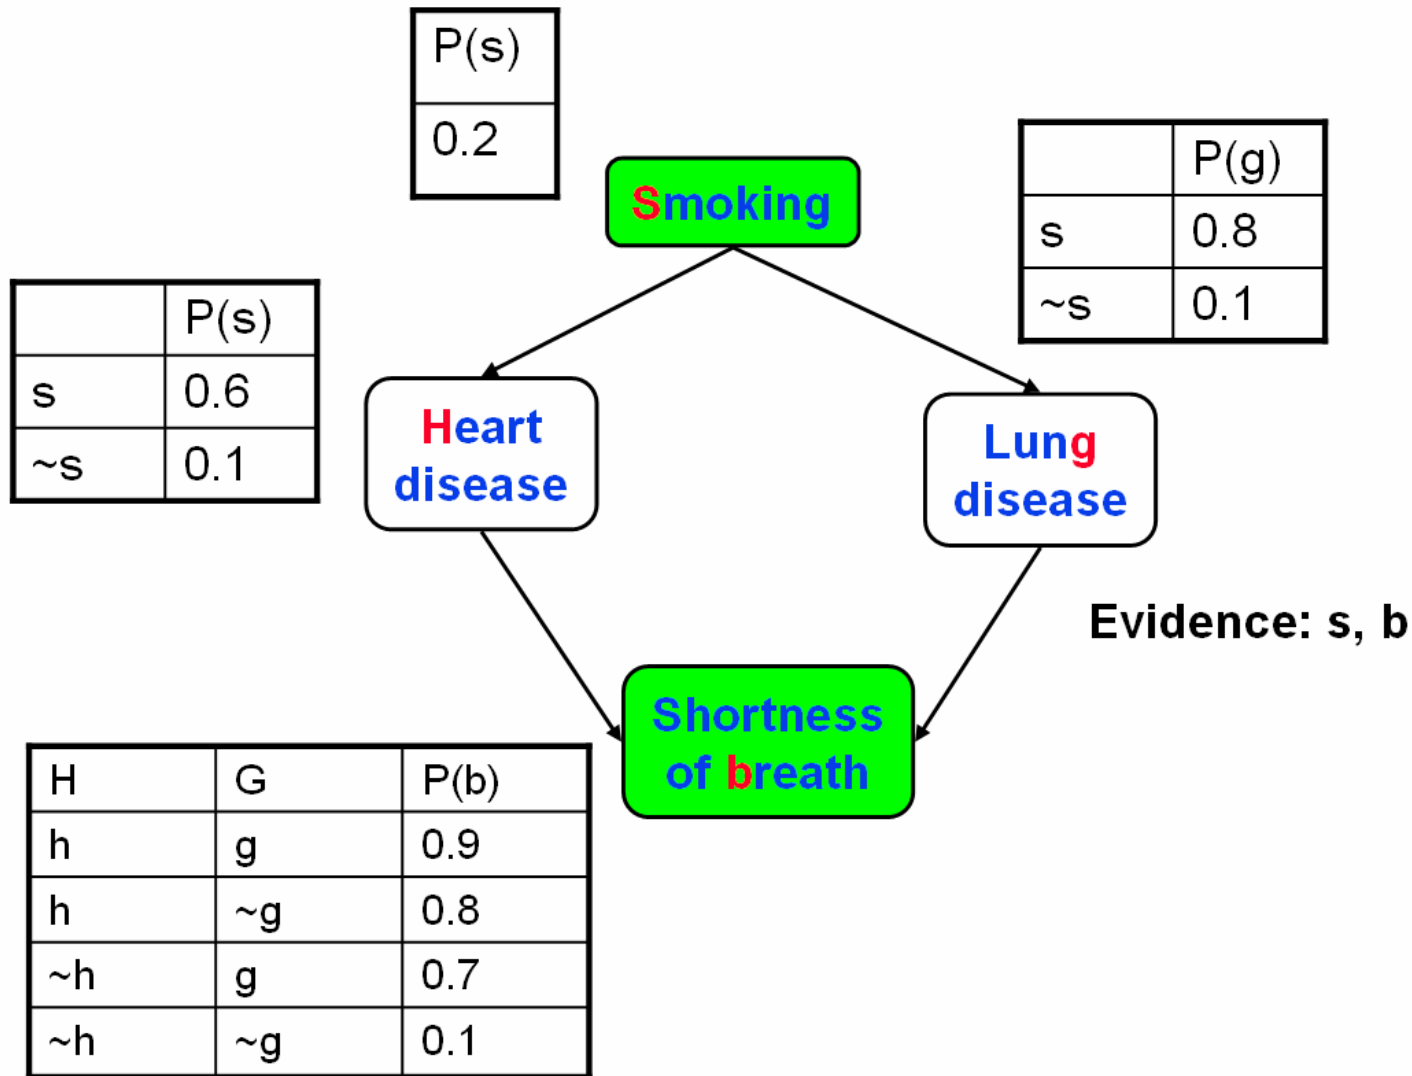 P(s)
0.2
Smoking
P(g)
s 0.8
~s 0.1
P(s)
s 0.6
~s 0.1
Heart
disease
Lung
disease
Evidence: s, b
Shortness
of breath
H G P(b)
h g 0.9
h ~g 0.8
~h g 0.7
~h ~g 0.1